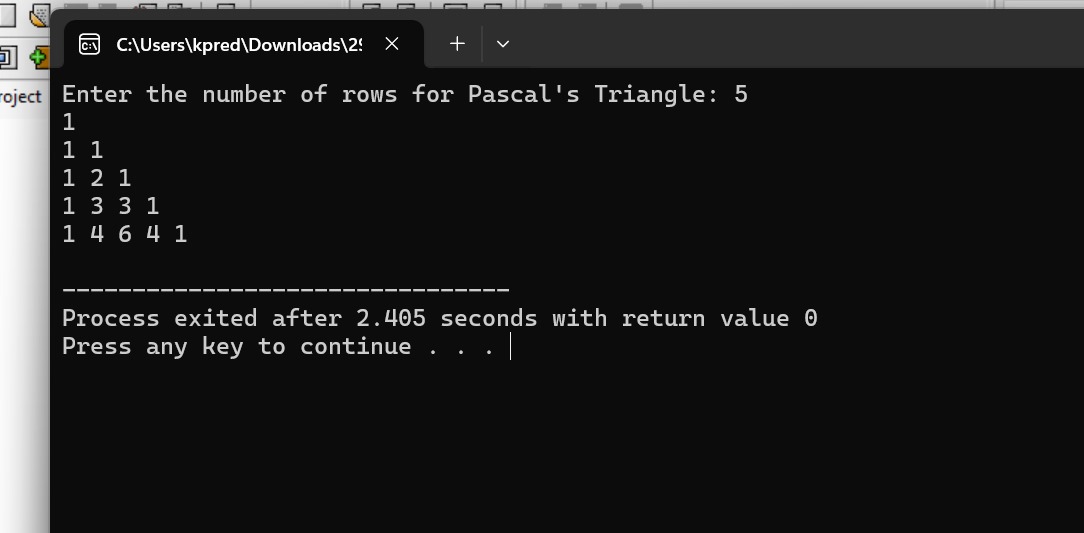 C:\Users\kpred\Downloads\29
roject
Enter the number of rows for Pascal's Triangle: 5
1
1 1
1 2 1
1 3 3 1
1 4 6 4 1
--------------------------------
Process exited after 2.405 seconds with return value 0
Press any key to continue . . .